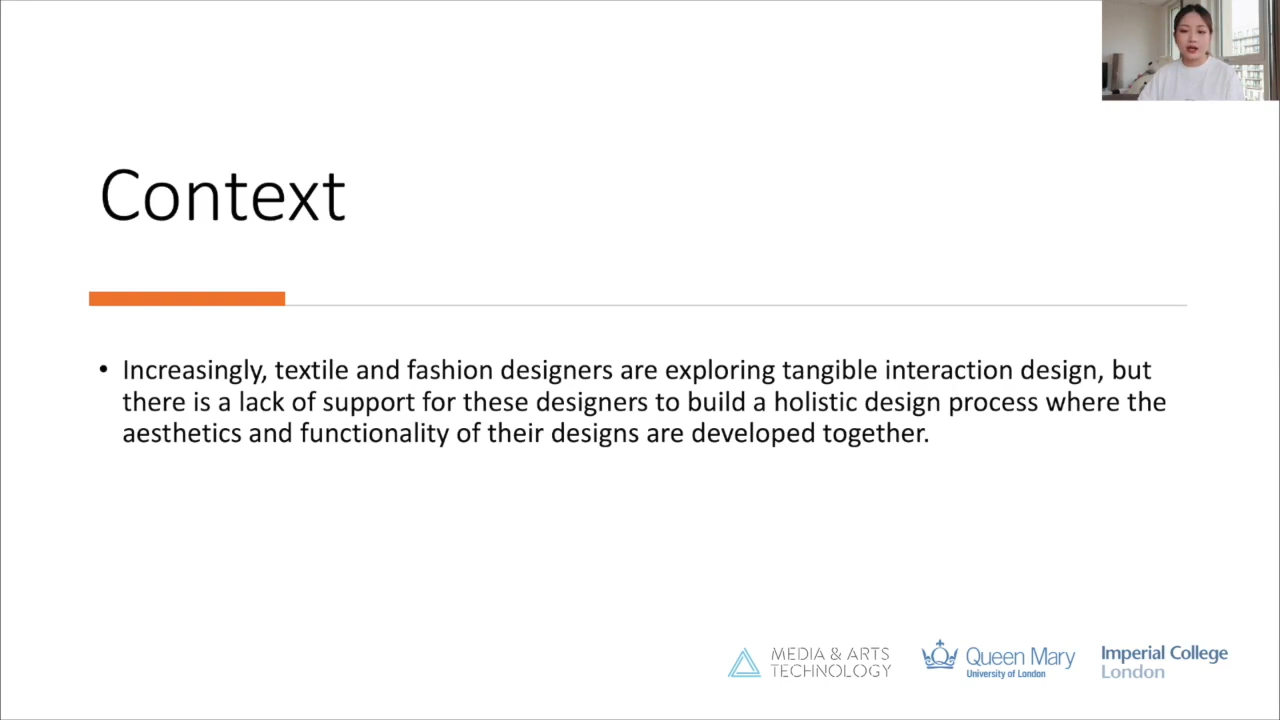 Context
• Increasingly, textile and fashion designers are exploring tangible interaction design, but
there is a lack of support for these designers to build a holistic design process where the
aesthetics and functionality of their designs are developed together.
MEDIA & ARTS
TECHNOLOGY
Queen Mary
University of London
Imperial College
London